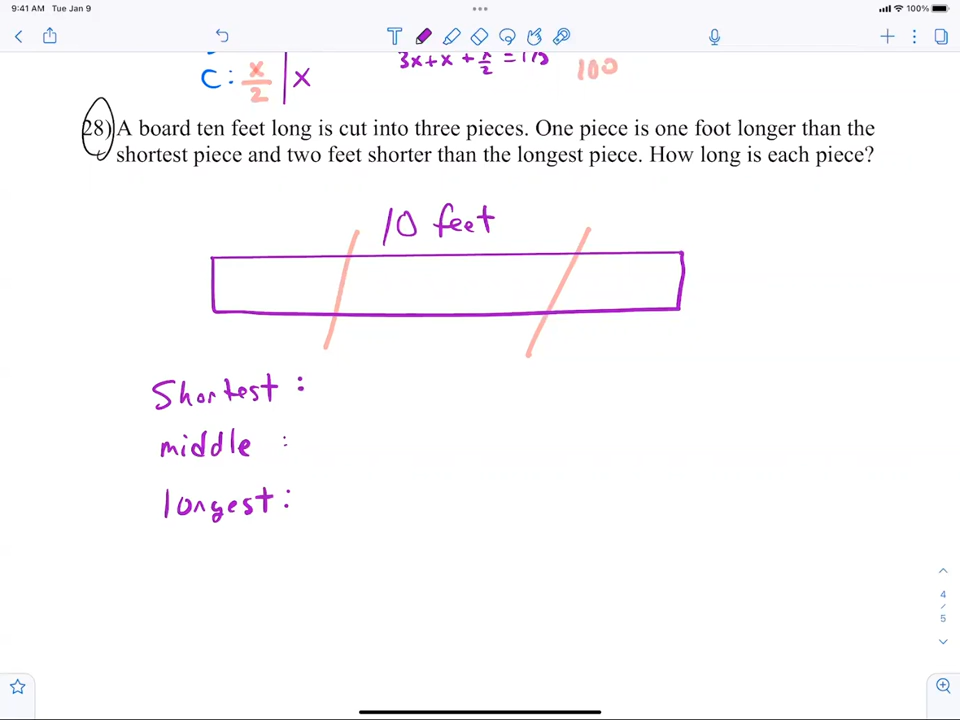 9:41 AM Tue Jan 9
100%
3x+x+x/2 = 175
C: x/2 | x
100
28) A board ten feet long is cut into three pieces. One piece is one foot longer than the
shortest piece and two feet shorter than the longest piece. How long is each piece?
10 feet
Shortest :
middle :
longest :
4
/
5